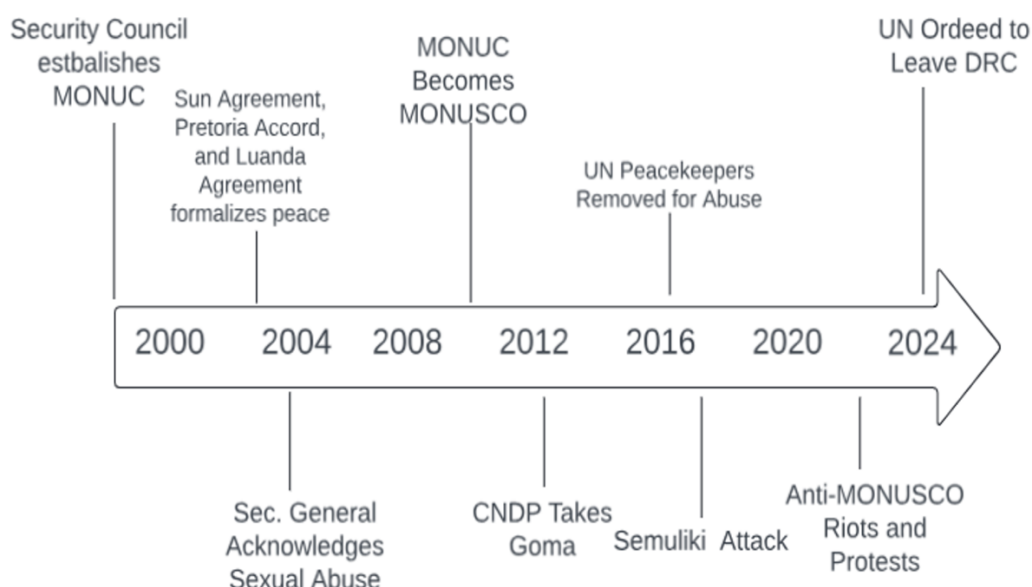 Security Council
estbalishes
MONUC
Sun Agreement,
Pretoria Accord,
and Luanda
Agreement
formalizes peace
MONUC
Becomes
MONUSCO
UN Peacekeepers
Removed for Abuse
UN Ordeed to
Leave DRC
2000 2004 2008 2012 2016 2020 2024
Sec. General
Acknowledges
Sexual Abuse
CNDP Takes
Goma
Semuliki Attack
Anti-MONUSCO
Riots and
Protests